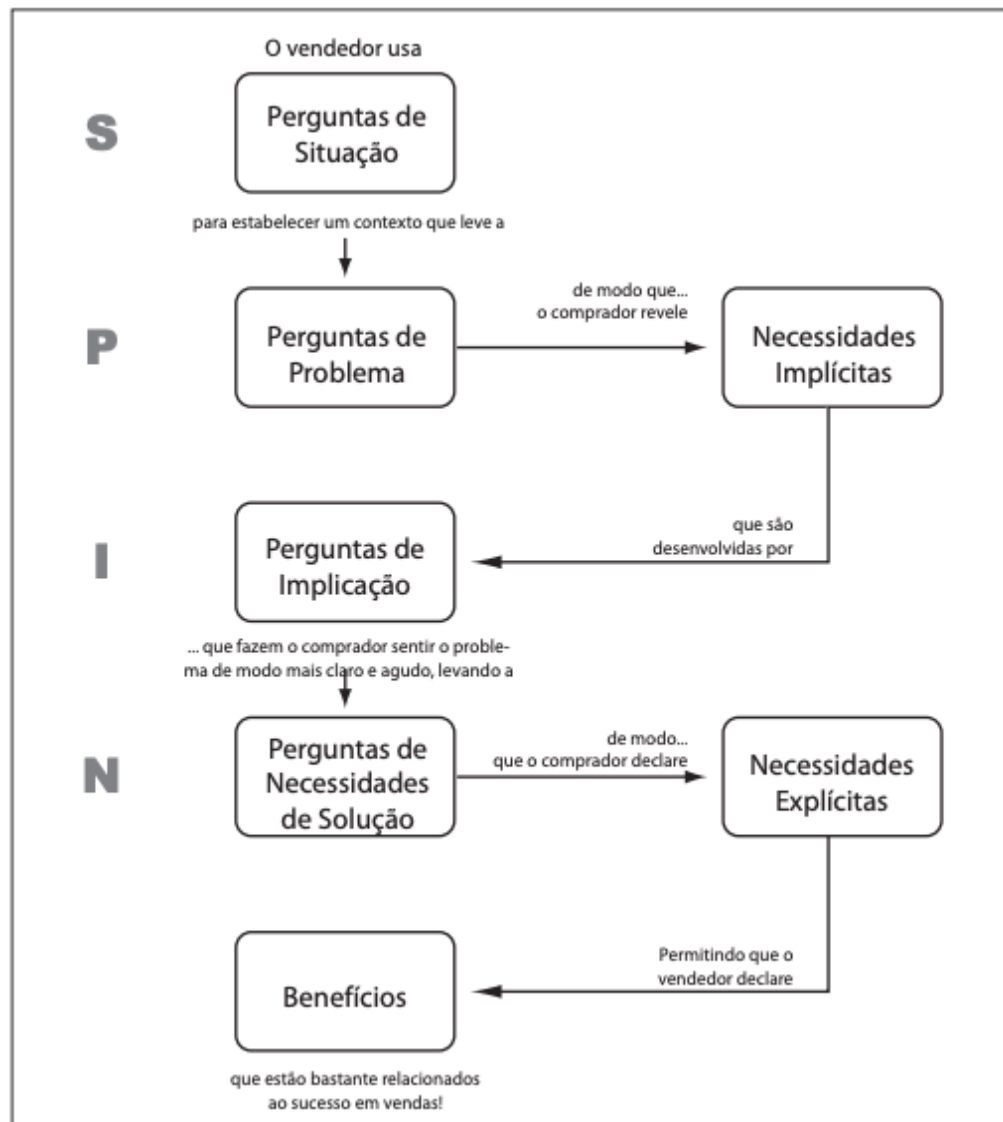 O vendedor usa
S
Perguntas de
Situação
para estabelecer um contexto que leve a
P
Perguntas de
Problema
de modo que...
o comprador revele
Necessidades
Implícitas
que são
desenvolvidas por
I
Perguntas de
Implicação
... que fazem o comprador sentir o proble-
ma de modo mais claro e agudo, levando a
N
Perguntas de
Necessidades
de Solução
de modo...
que o comprador declare
Necessidades
Explícitas
Permitindo que o
vendedor declare
Benefícios
que estão bastante relacionados
ao sucesso em vendas!